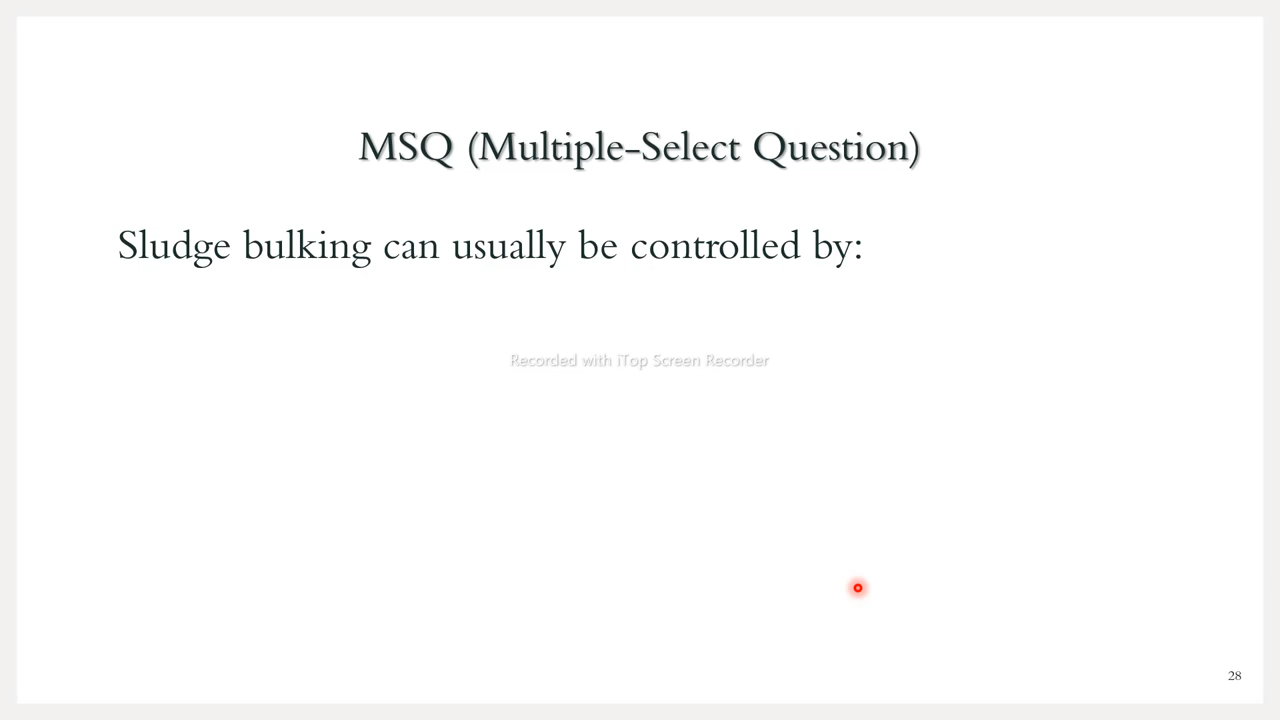 MSQ (Multiple-Select Question)
Sludge bulking can usually be controlled by:
Recorded with iTop Screen Recorder
28